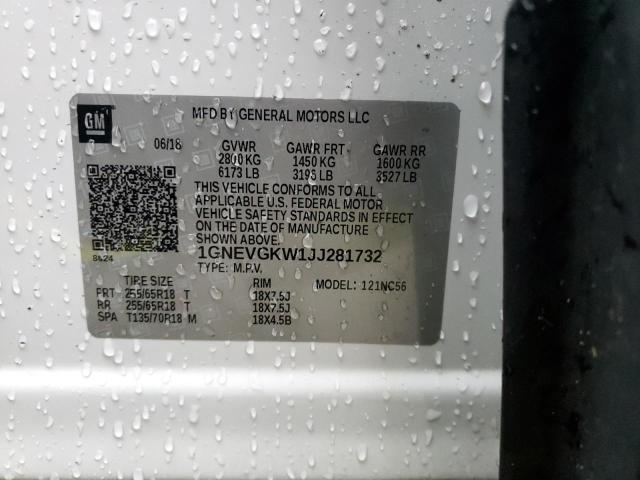 GM
MFD BY GENERAL MOTORS LLC
06/18 GVWR GAWR FRT GAWR RR
2800 KG 1450 KG 1600 KG
6173 LB 3196 LB 3527 LB
THIS VEHICLE CONFORMS TO ALL
APPLICABLE U.S. FEDERAL MOTOR
VEHICLE SAFETY STANDARDS IN EFFECT
ON THE DATE OF MANUFACTURE
SHOWN ABOVE.
1GNEVGKW1JJ281732
8424
TYPE: M.P.V.
TIRE SIZE RIM MODEL: 121NC56
FRT 255/65R18 T 18X7.5J
RR 255/65R18 T 18X7.5J
SPA T135/70R18 M 18X4.5B